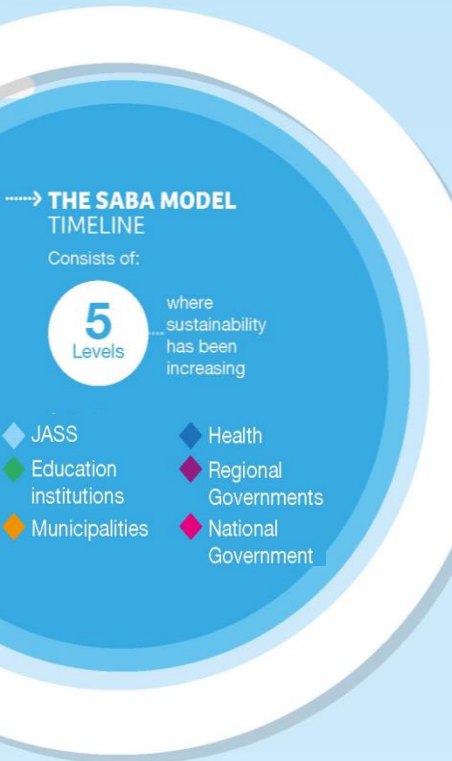 THE SABA MODEL
TIMELINE
Consists of:
5
Levels
where
sustainability
has been
increasing
JASS
Education
institutions
Municipalities
Health
Regional
Governments
National
Government